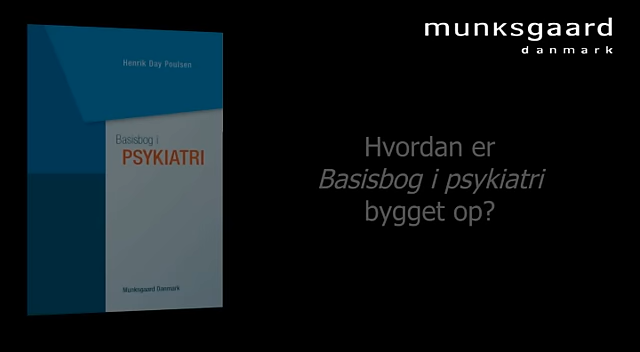 munksgaard
danmark
Henrik Day Poulsen
Basisbog i
PSYKIATRI
Munksgaard Danmark
Hvordan er
Basisbog i psykiatri
bygget op?